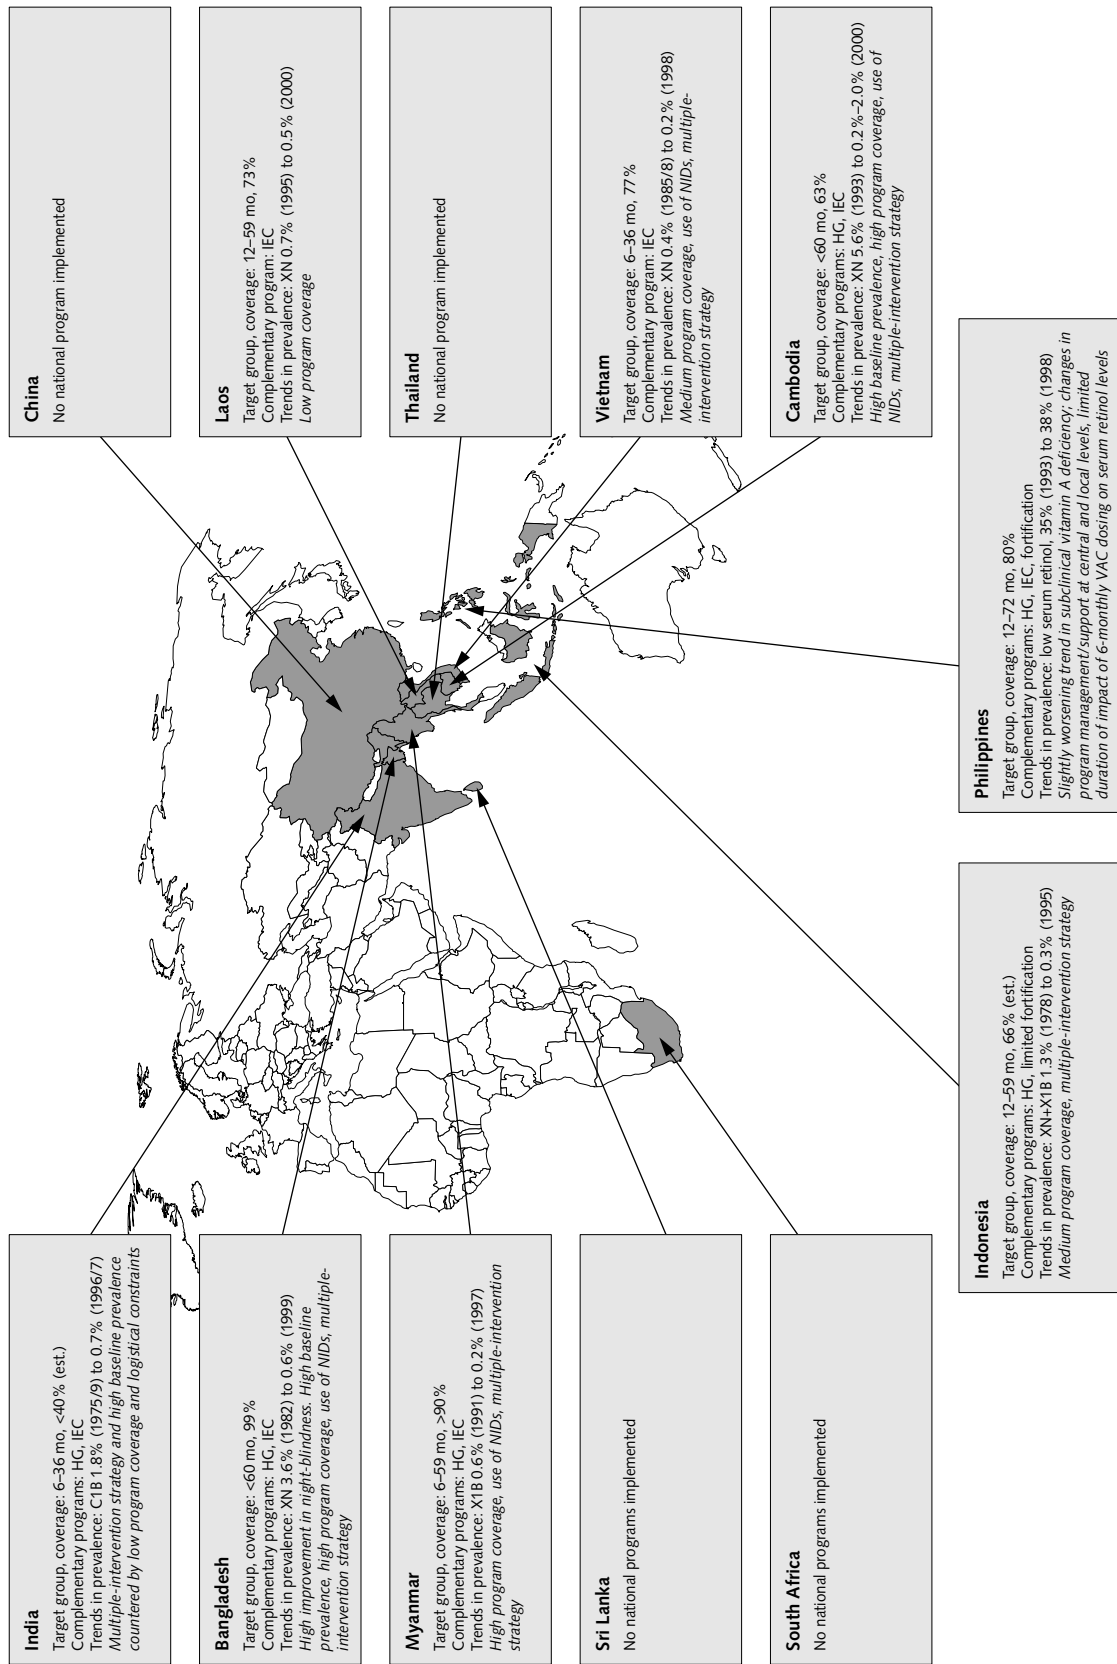 India
Target group, coverage: 6–36 mo, <40% (est.)
Complementary programs: HG, IEC
Trends in prevalence: C1B 1.8% (1975/9) to 0.7% (1996/7)
Multiple-intervention strategy and high baseline prevalence
countered by low program coverage and logistical constraints
Bangladesh
Target group, coverage: <60 mo, 99%
Complementary programs: HG, IEC
Trends in prevalence: XN 3.6% (1982) to 0.6% (1999)
High improvement in night-blindness. High baseline
prevalence, high program coverage, use of NIDs, multiple-
intervention strategy
Myanmar
Target group, coverage: 6–59 mo, >90%
Complementary programs: HG, IEC
Trends in prevalence: X1B 0.6% (1991) to 0.2% (1997)
High program coverage, use of NIDs, multiple-intervention
strategy
Sri Lanka
No national programs implemented
South Africa
No national programs implemented
Indonesia
Target group, coverage: 12–59 mo, 66% (est.)
Complementary programs: HG, limited fortification
Trends in prevalence: XN+X1B 1.3% (1978) to 0.3% (1995)
Medium program coverage, multiple-intervention strategy
Philippines
Target group, coverage: 12–72 mo, 80%
Complementary programs: HG, IEC, fortification
Trends in prevalence: low serum retinol, 35% (1993) to 38% (1998)
Slightly worsening trend in subclinical vitamin A deficiency; changes in
program management/support at central and local levels, limited
duration of impact of 6-monthly VAC dosing on serum retinol levels
China
No national program implemented
Laos
Target group, coverage: 12–59 mo, 73%
Complementary program: IEC
Trends in prevalence: XN 0.7% (1995) to 0.5% (2000)
Low program coverage
Thailand
No national program implemented
Vietnam
Target group, coverage: 6–36 mo, 77%
Complementary program: IEC
Trends in prevalence: XN 0.4% (1985/8) to 0.2% (1998)
Medium program coverage, use of NIDs, multiple-
intervention strategy
Cambodia
Target group, coverage: <60 mo, 63%
Complementary programs: HG, IEC
Trends in prevalence: XN 5.6% (1993) to 0.2%–2.0% (2000)
High baseline prevalence, high program coverage, use of
NIDs, multiple-intervention strategy